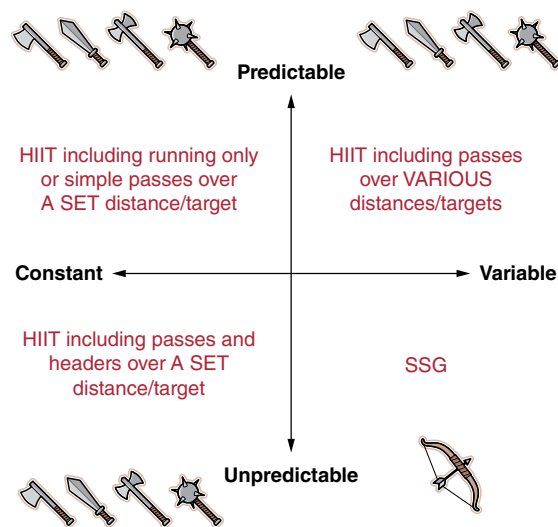 Predictable
HIIT including running only
or simple passes over
A SET distance/target
HIIT including passes
over VARIOUS
distances/targets
Constant
Variable
HIIT including passes and
headers over A SET
distance/target
SSG
Unpredictable